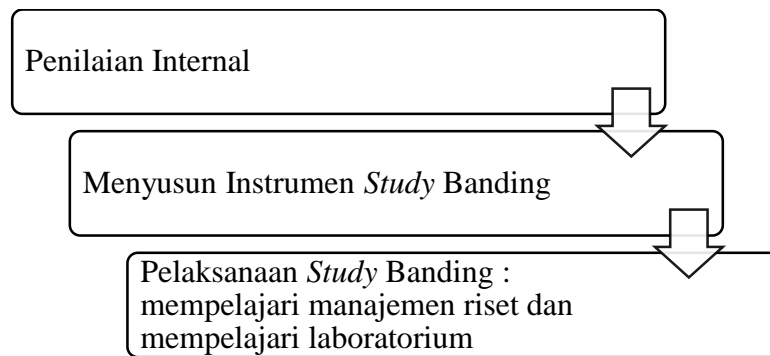 Penilaian Internal
Menyusun Instrumen Study Banding
Pelaksanaan Study Banding :
mempelajari manajemen riset dan
mempelajari laboratorium